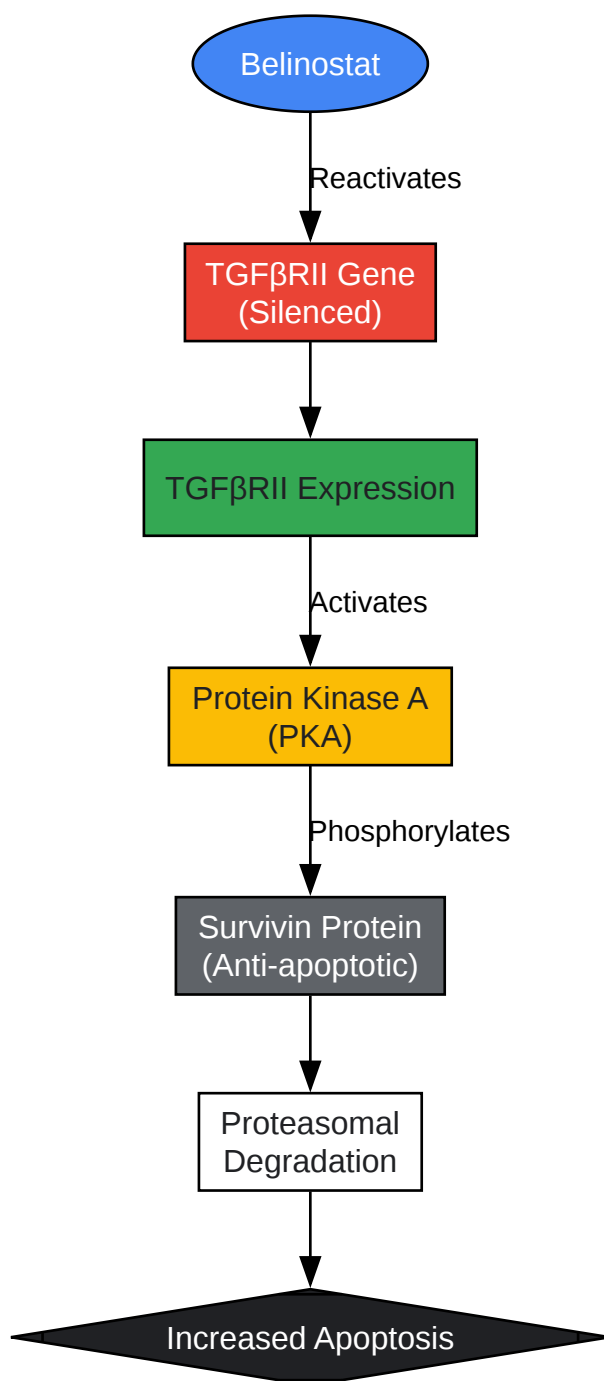 Belinostat
Reactivates
TGFβRII Gene
(Silenced)
TGFβRII Expression
Activates
Protein Kinase A
(PKA)
Phosphorylates
Survivin Protein
(Anti-apoptotic)
Proteasomal
Degradation
Increased Apoptosis